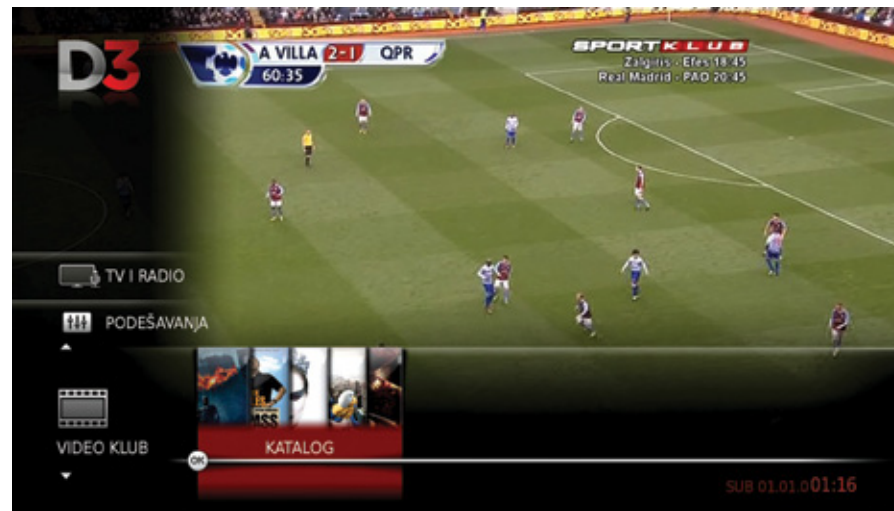 D3
A VILLA 2-1 QPR
60:35
SPORT KLUB
Zalgiris - Efes 18:45
Real Madrid - PAO 20:45
TV I RADIO
PODEŠAVANJA
VIDEO KLUB
PASS
KATALOG
OK
SUB 01.01.0 01:16